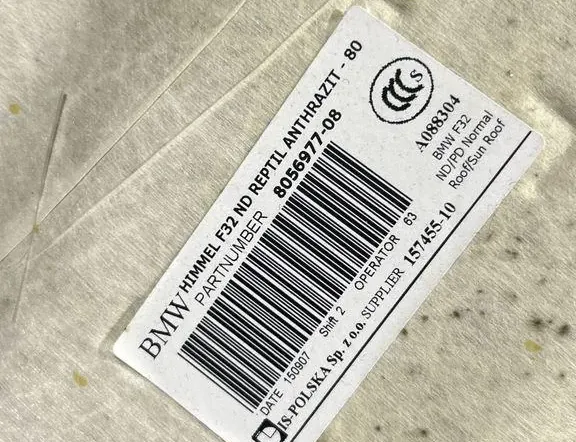 BMW HIMMEL F32 ND REPTIL ANTHRAZIT - 80
PARTNUMBER 8056977-08
S
A088304
BMW F32
ND/PD Normal
Roof/Sun Roof
DATE 150907 Shift 2 OPERATOR 63
IS-POLSKA Sp. z o.o. SUPPLIER 157455-10